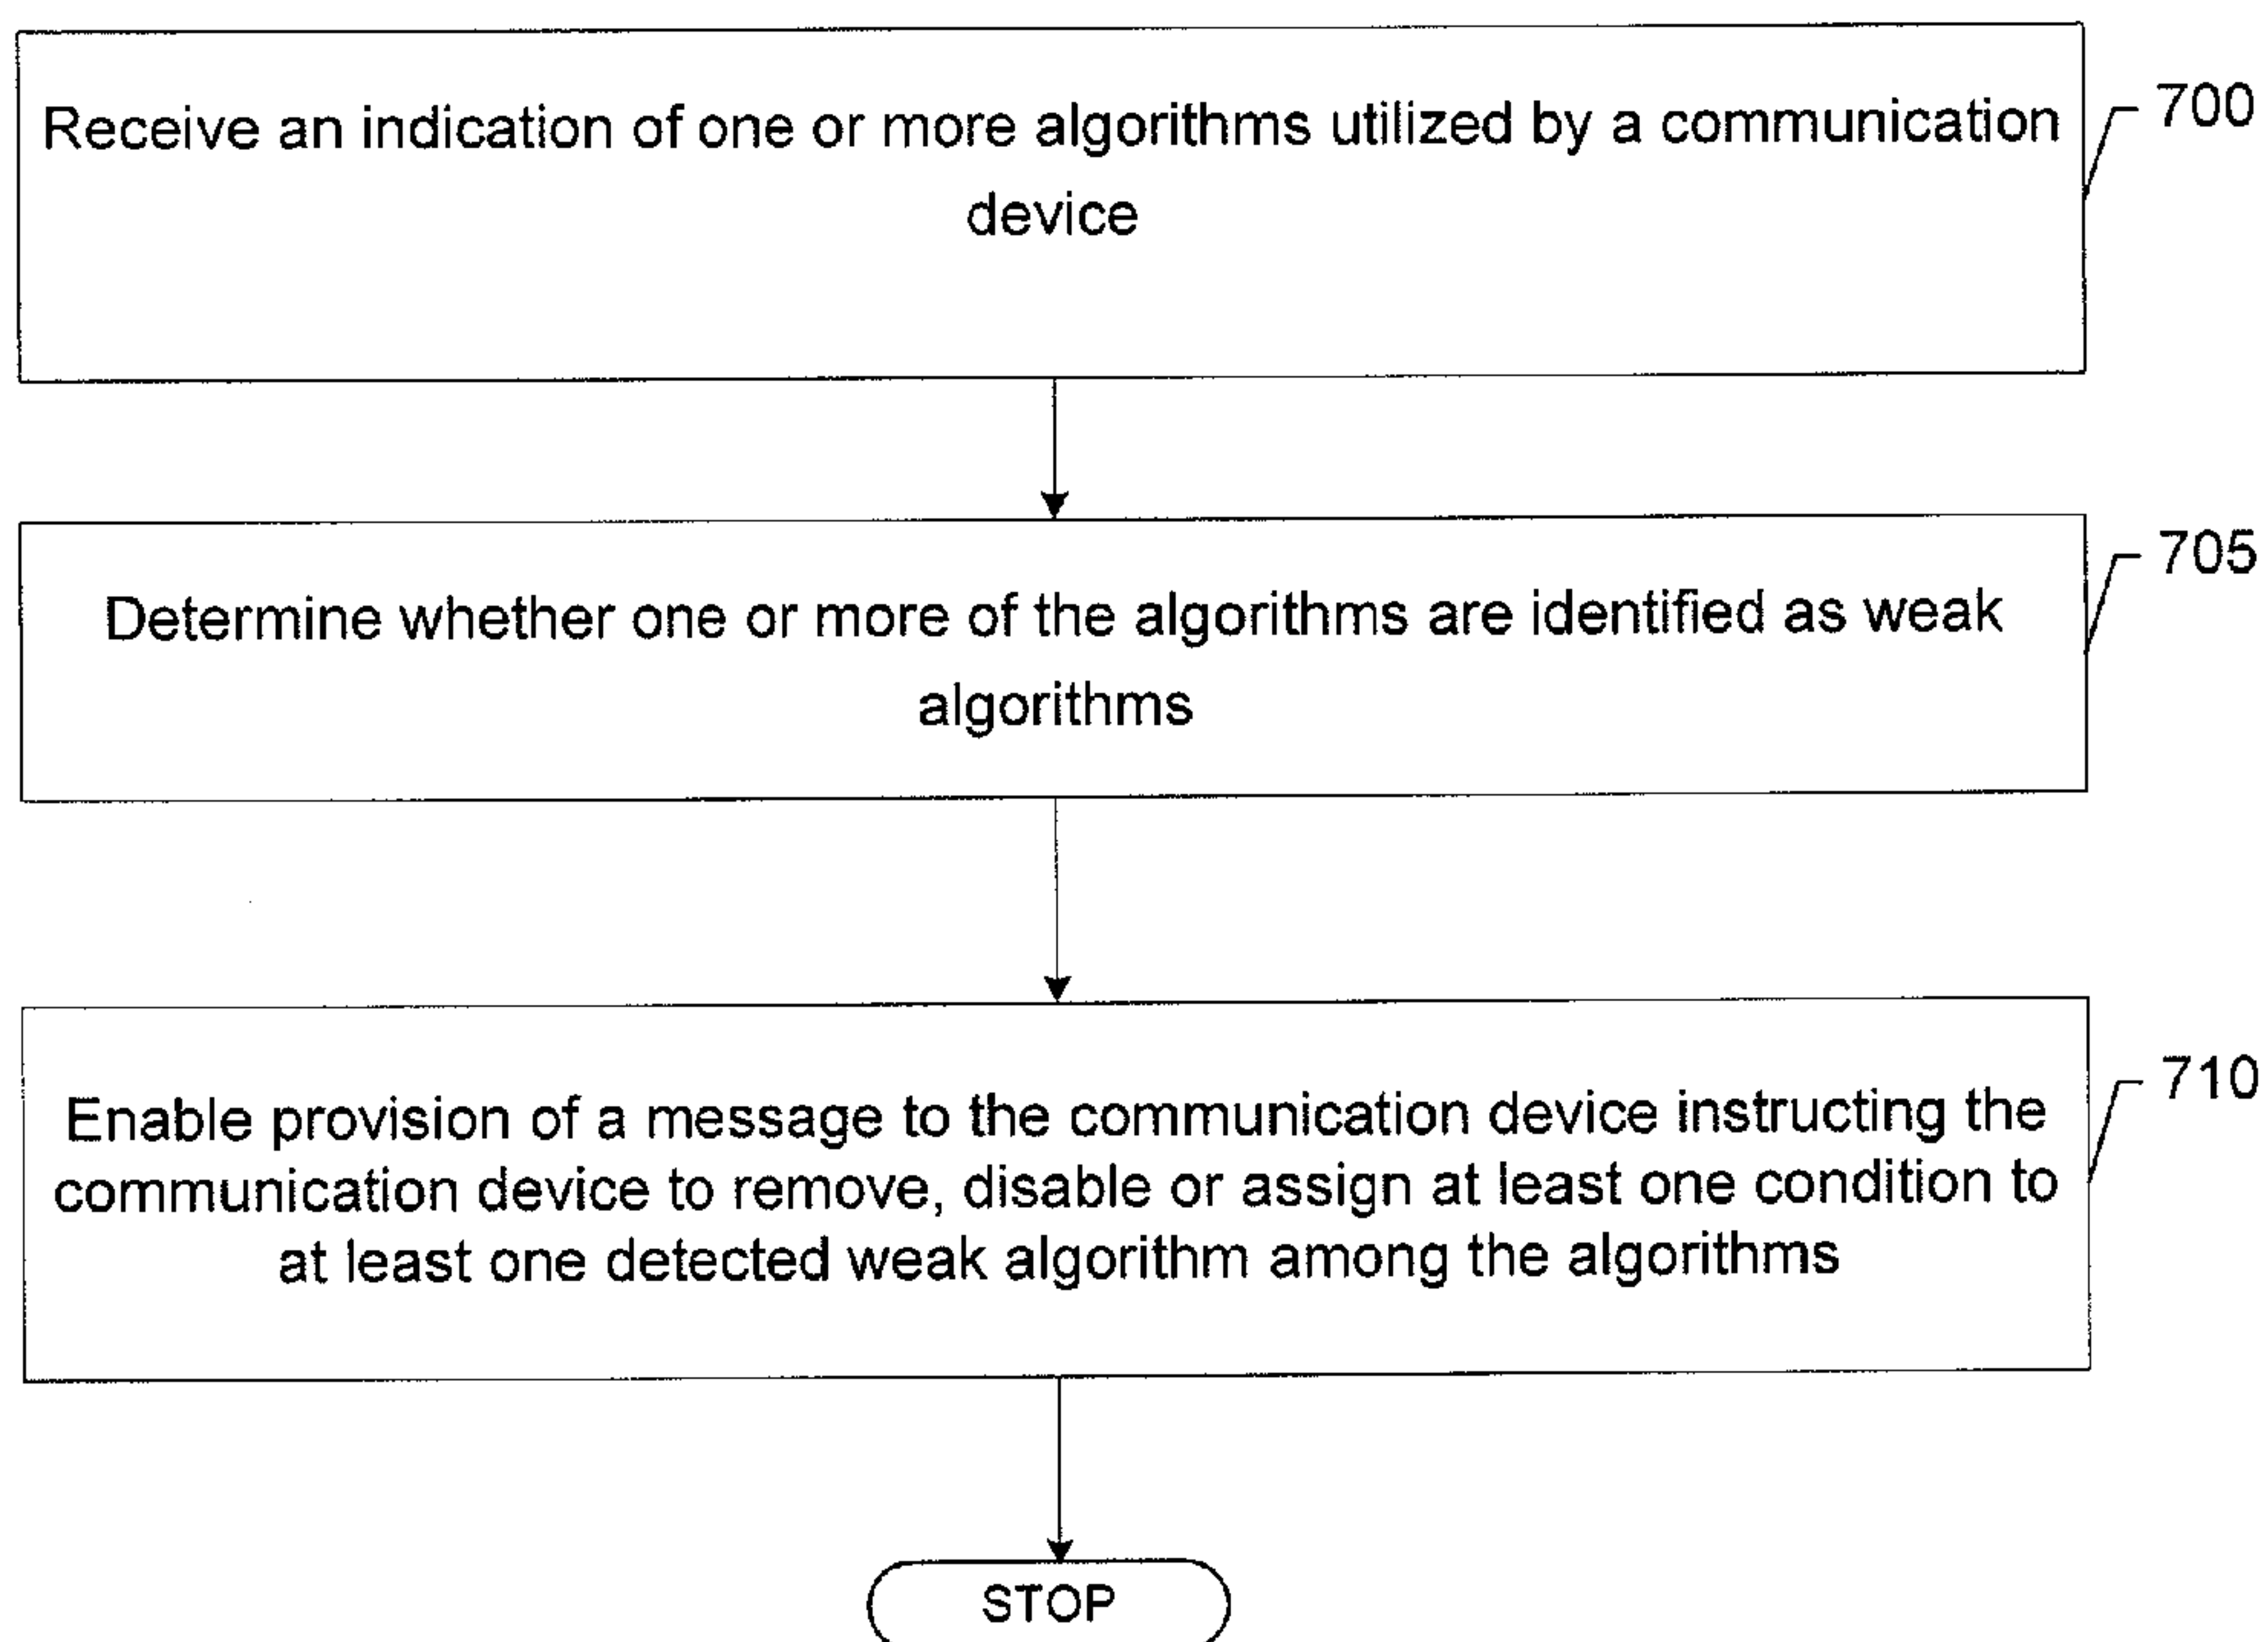 Receive an indication of one or more algorithms utilized by a communication
device
700
Determine whether one or more of the algorithms are identified as weak
algorithms
705
Enable provision of a message to the communication device instructing the
communication device to remove, disable or assign at least one condition to
at least one detected weak algorithm among the algorithms
710
STOP